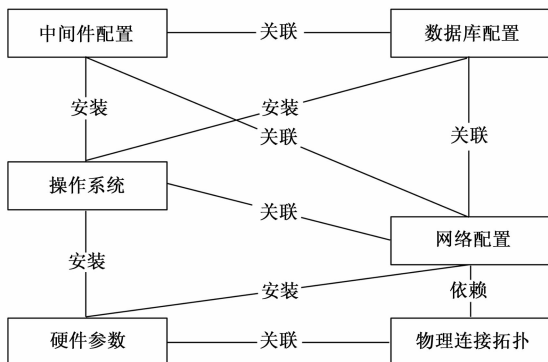 中间件配置
关联
数据库配置
安装
安装
关联
关联
操作系统
关联
网络配置
安装
安装
依赖
硬件参数
关联
物理连接拓扑